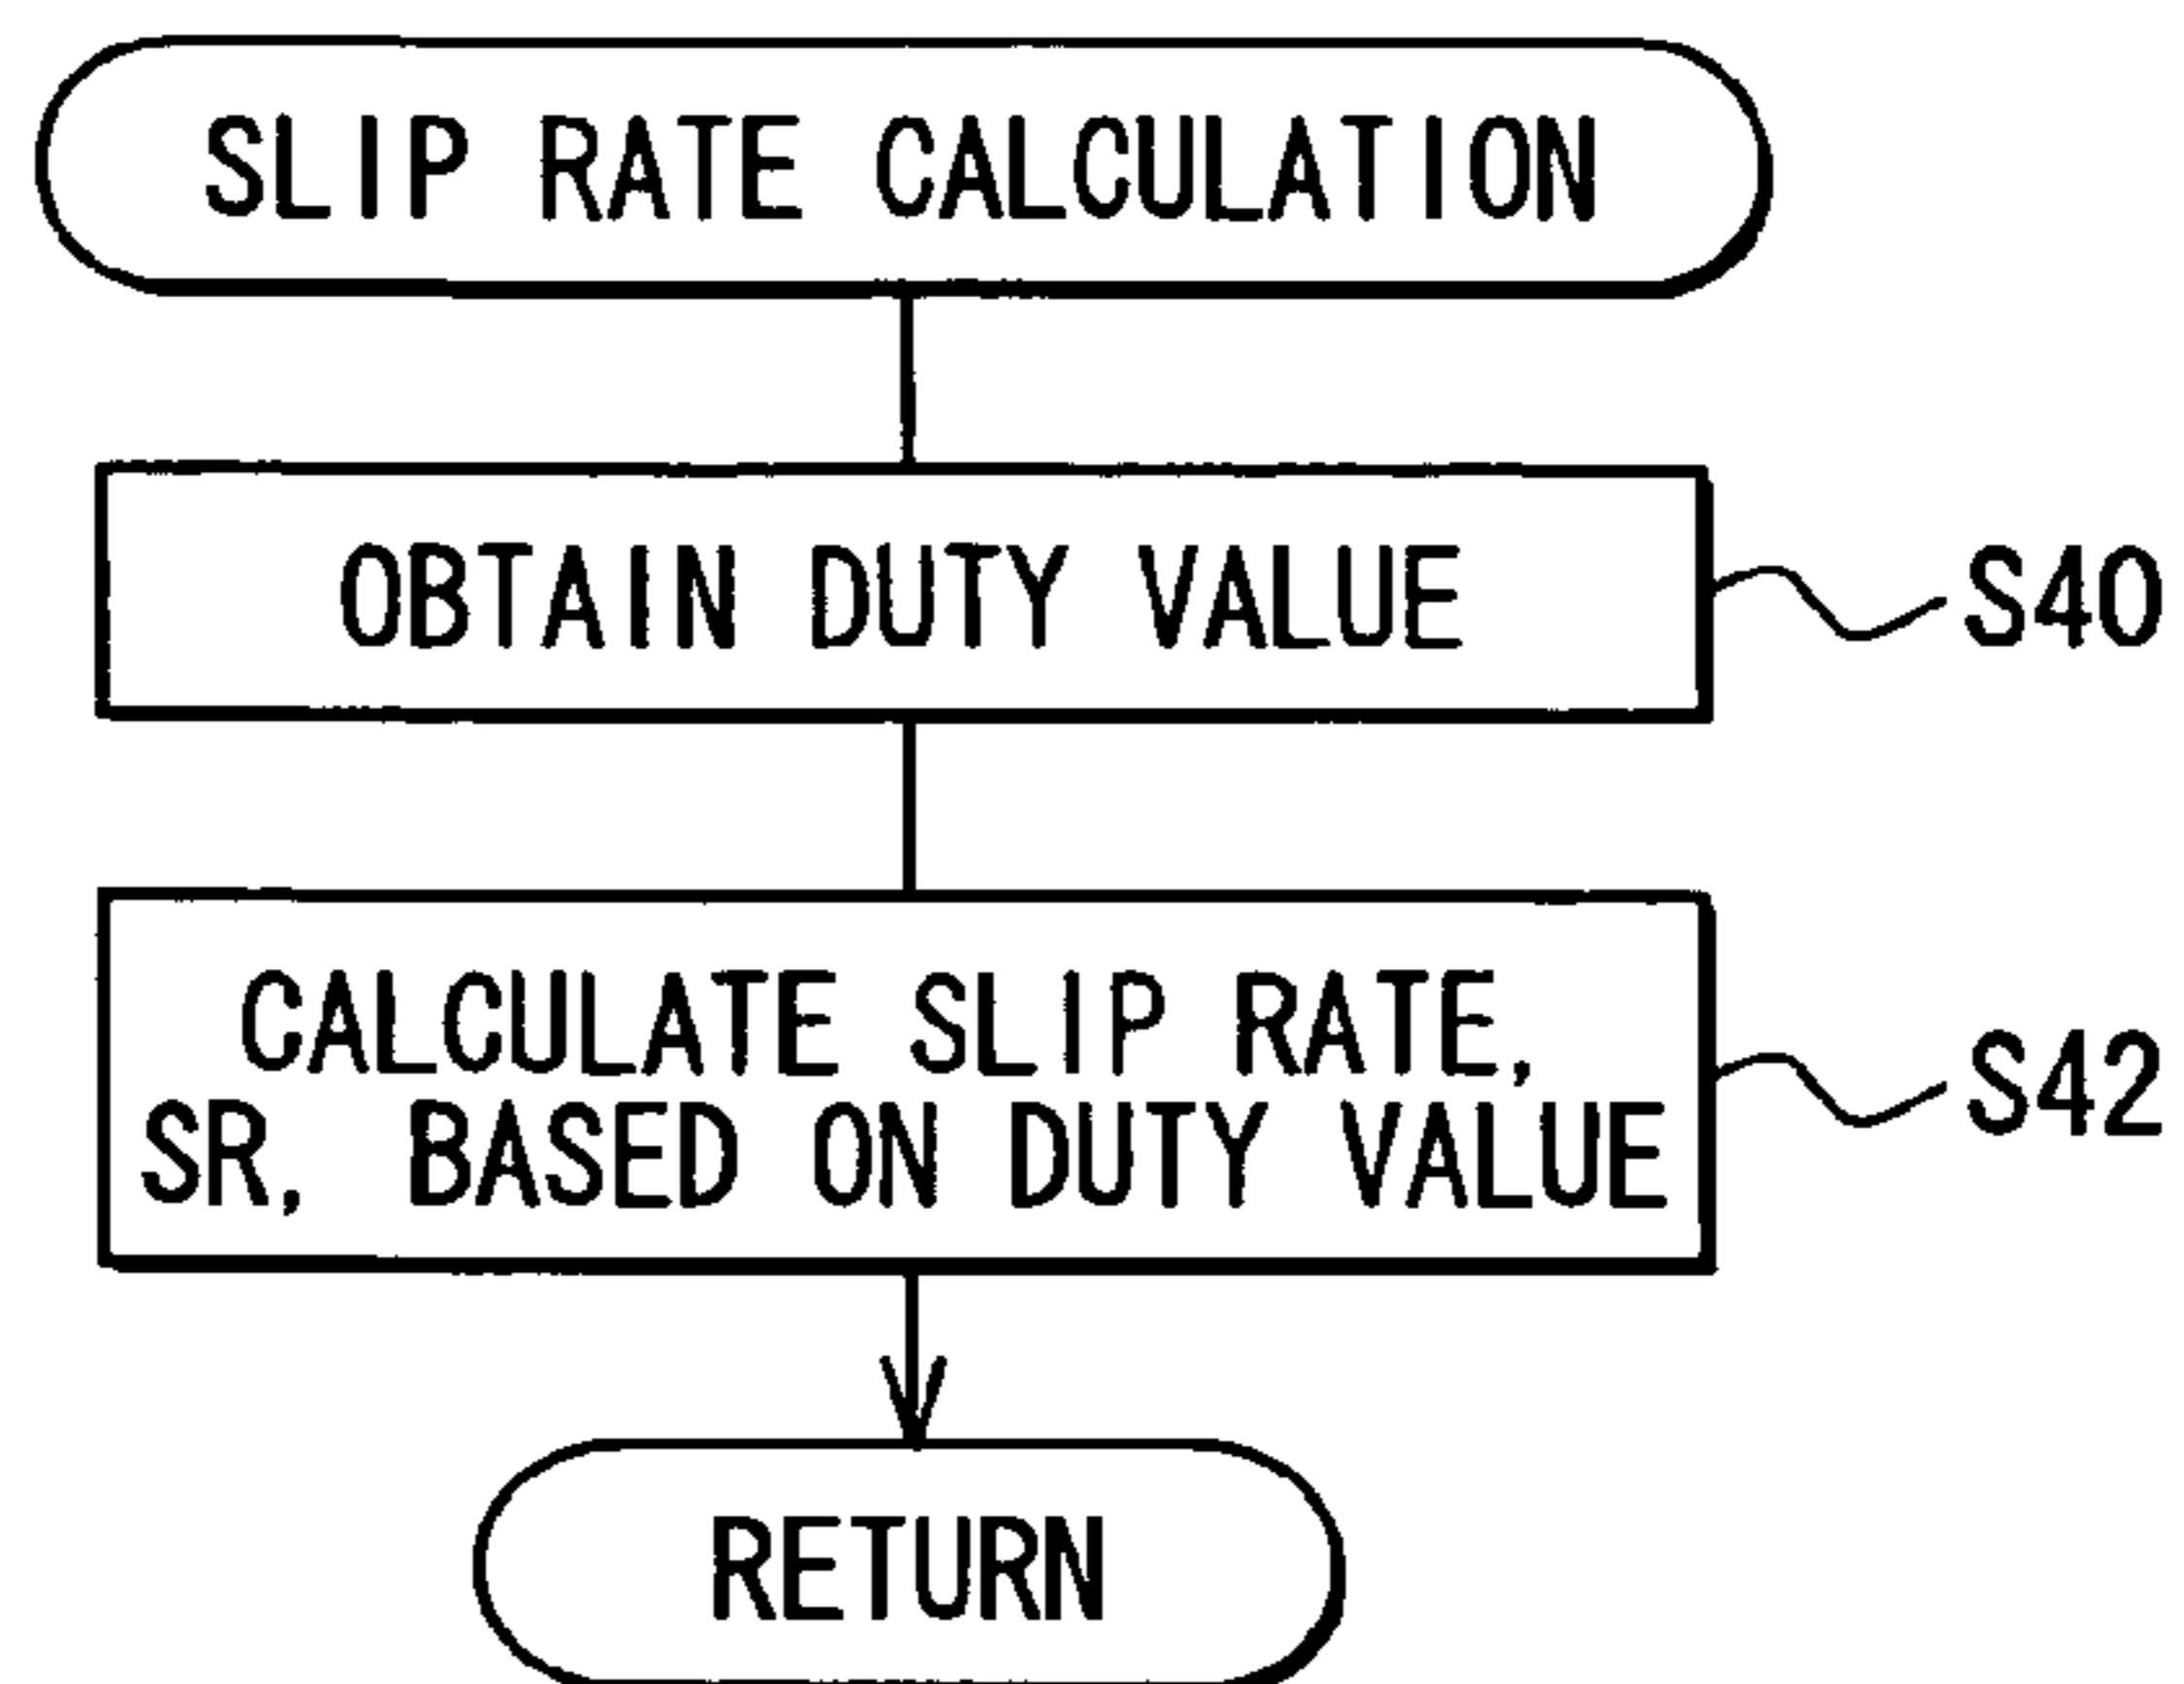 SLIP RATE CALCULATION
OBTAIN DUTY VALUE
S40
CALCULATE SLIP RATE,
SR, BASED ON DUTY VALUE
S42
RETURN